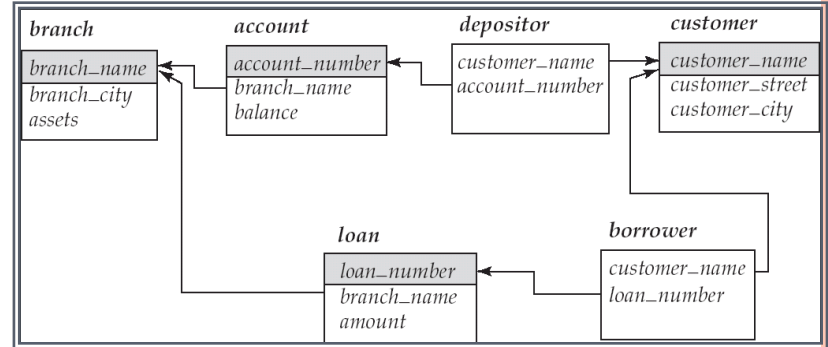 branch
branch_name
branch_city
assets
account
account_number
branch_name
balance
depositor
customer_name
account_number
customer
customer_name
customer_street
customer_city
loan
loan_number
branch_name
amount
borrower
customer_name
loan_number